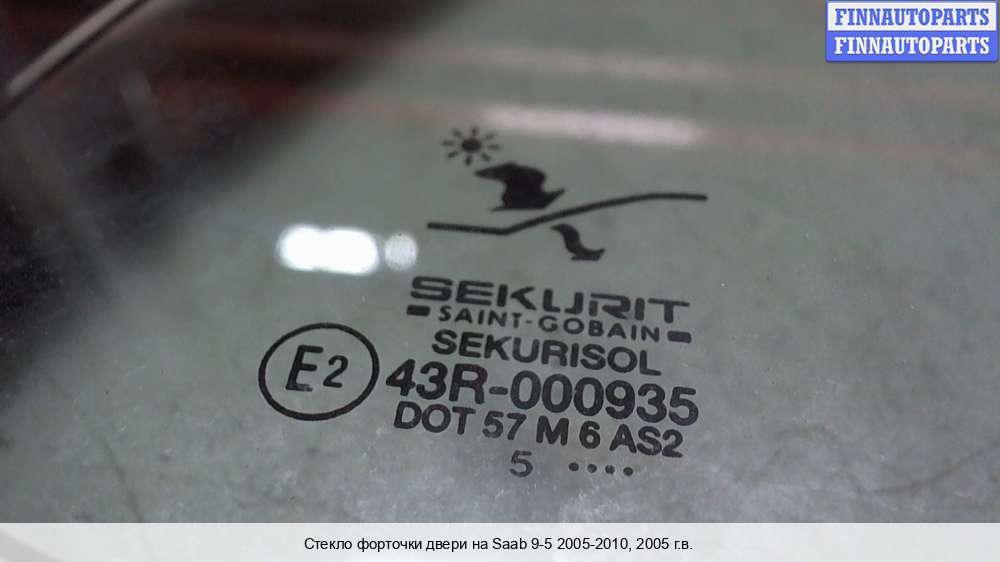 FINNAUTOPARTS
FINNAUTOPARTS
SEKURIT
SAINT-GOBAIN
SEKURISOL
E2 43R-000935
DOT 57 M 6 AS2
5 ....
Стекло форточки двери на Saab 9-5 2005-2010, 2005 г.в.